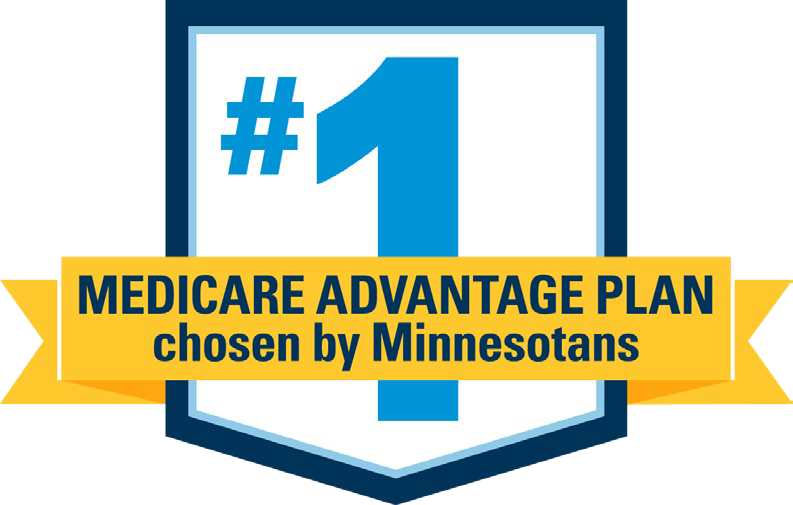 #1
MEDICARE ADVANTAGE PLAN
chosen by Minnesotans